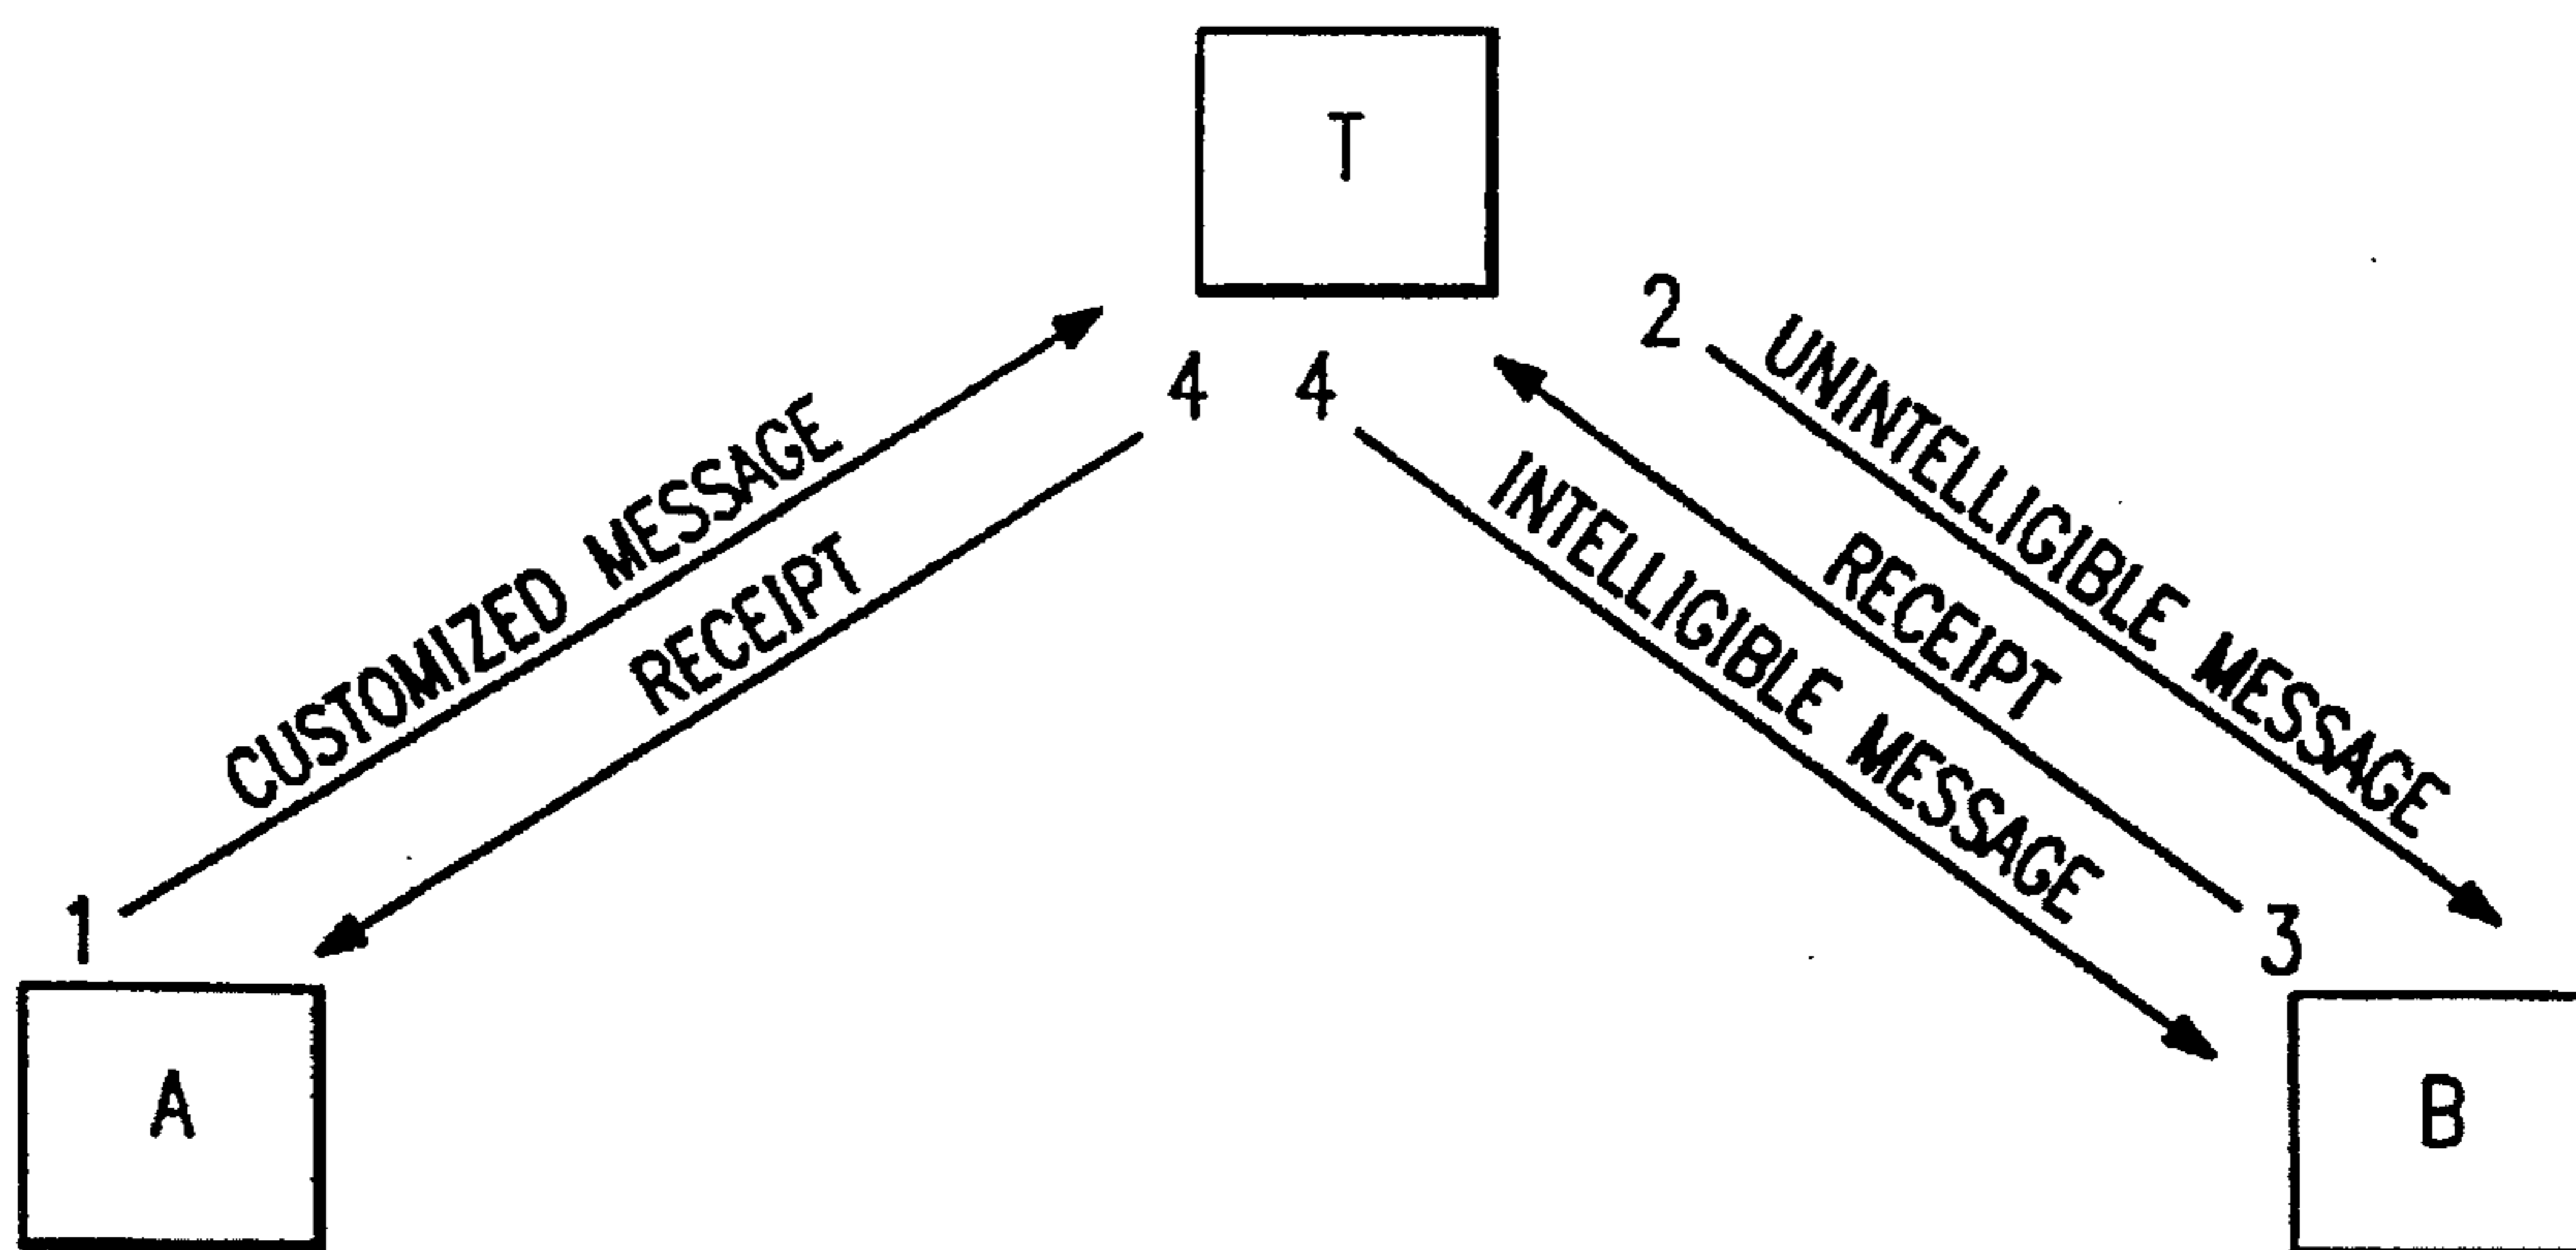 T
2
UNINTELLIGIBLE MESSAGE
4 4
CUSTOMIZED MESSAGE
RECEIPT
INTELLIGIBLE MESSAGE
RECEIPT
1
3
A
B